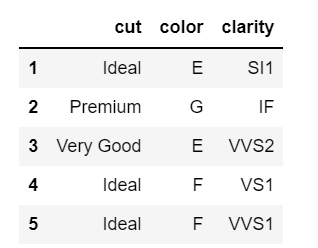 cut color clarity
1 Ideal E SI1
2 Premium G IF
3 Very Good E VVS2
4 Ideal F VS1
5 Ideal F VVS1